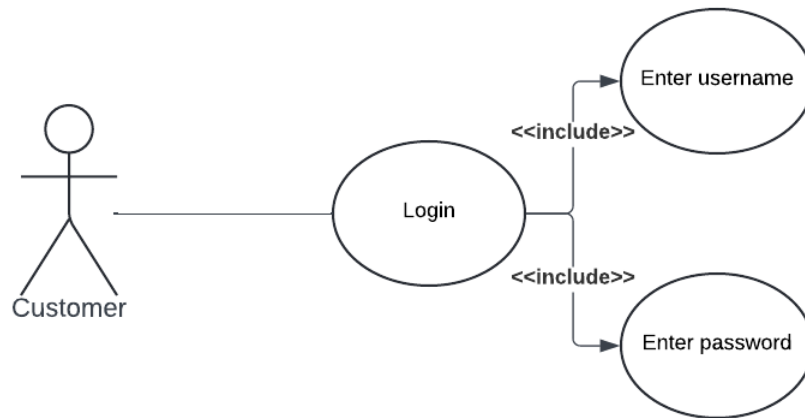 Enter username
<<include>>
Login
<<include>>
Customer
Enter password